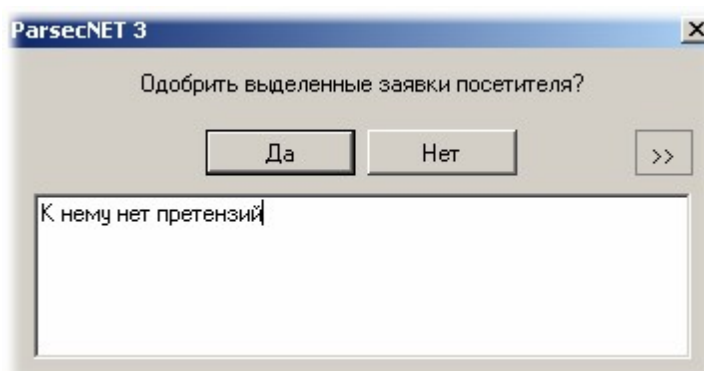 ParsecNET 3
Одобрить выделенные заявки посетителя?
Да Нет >>
К нему нет претензий